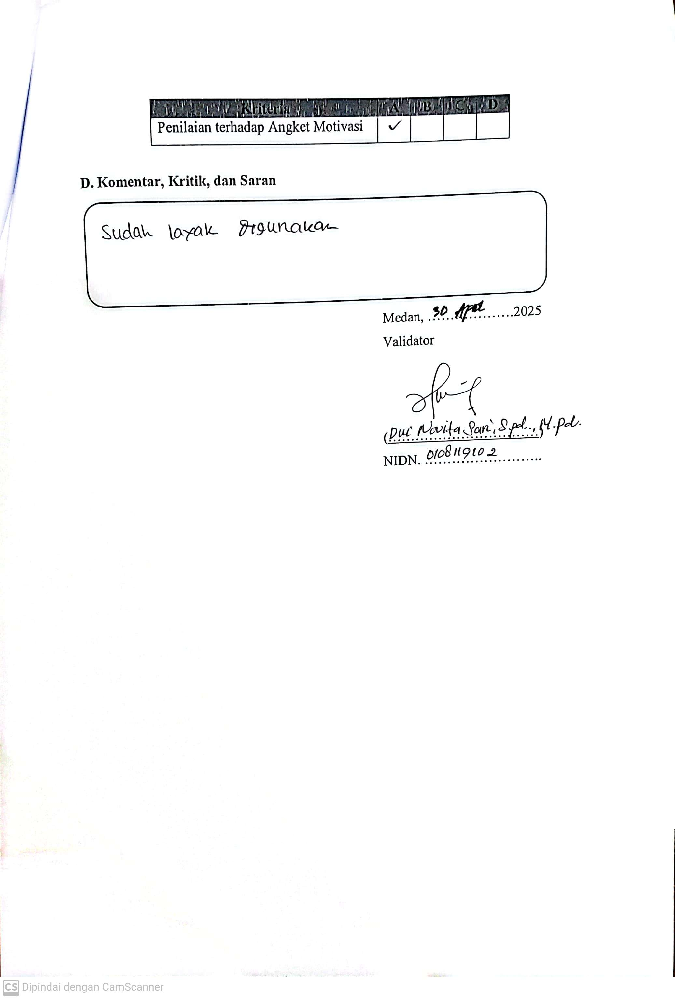 Kriteria A B C D
Penilaian terhadap Angket Motivasi ✓
D. Komentar, Kritik, dan Saran
Sudah layak digunakan
Medan, ..30 April..........2025
Validator
(Dwi Novita Sari, S.pd., M.pd.
NIDN. 0108119102
CS Dipindai dengan CamScanner